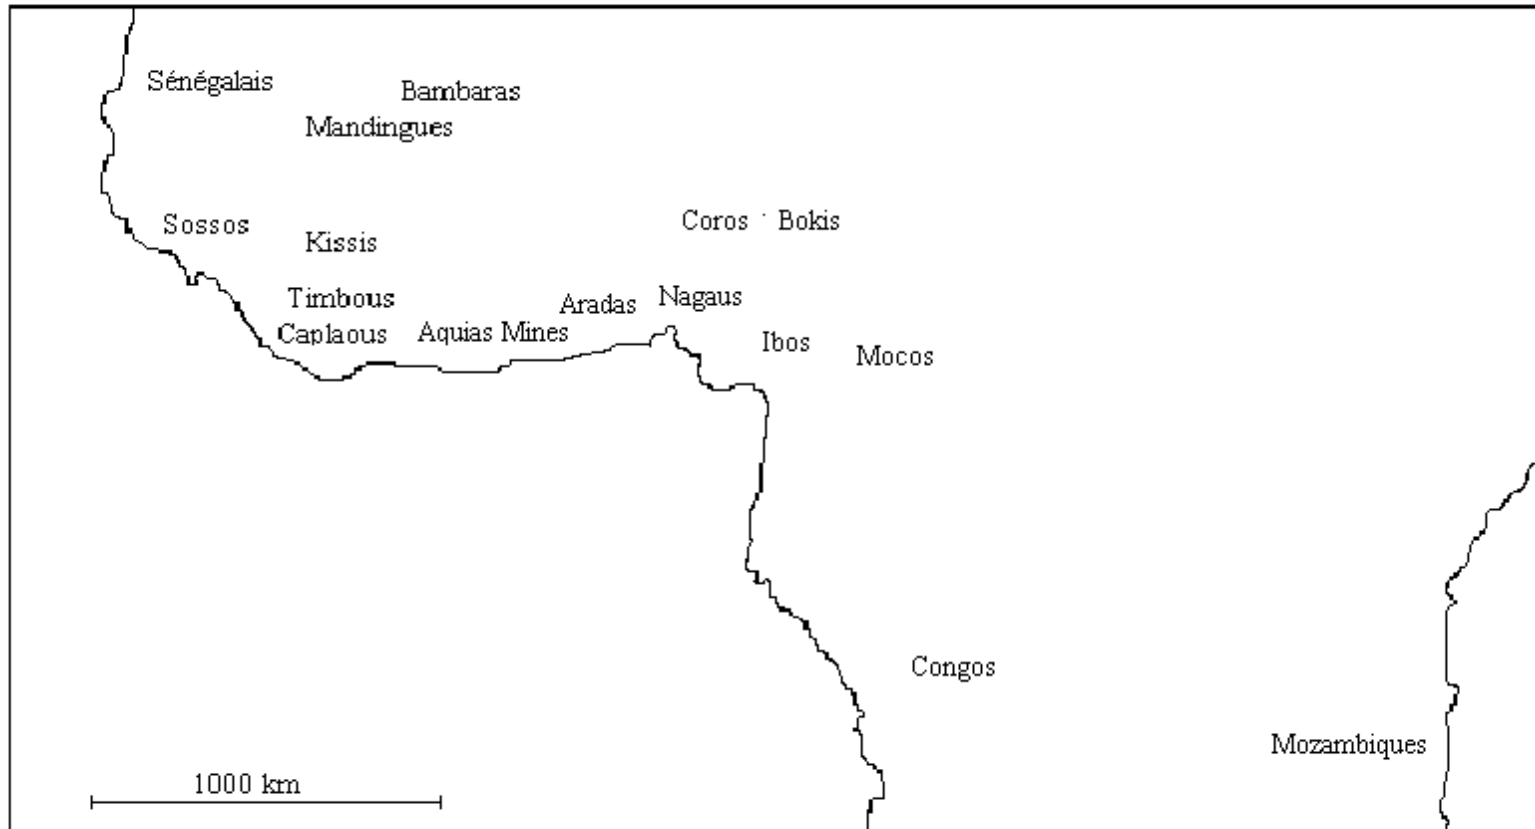 Sénégalais
Bambaras
Mandingues
Sossos
Kissis
Coros
Bokis
Timbous
Caplaous
Aquias Mines
Aradas
Nagaus
Ibos
Mocos
Congos
Mozambiques
1000 km